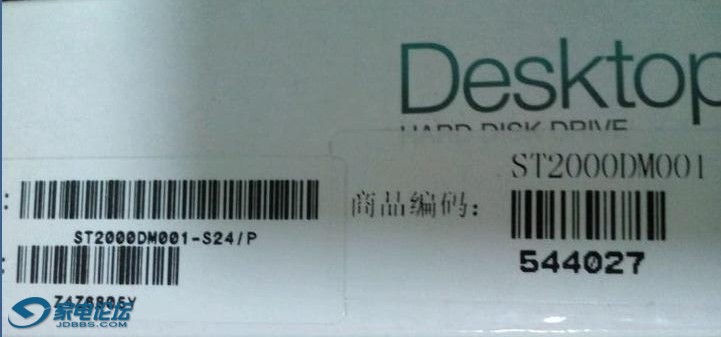 Desktop
HARD DISK DRIVE
ST2000DM001
商品编码：
544027
ST2000DM001-S24/P
家电论坛
JDBBS.COM